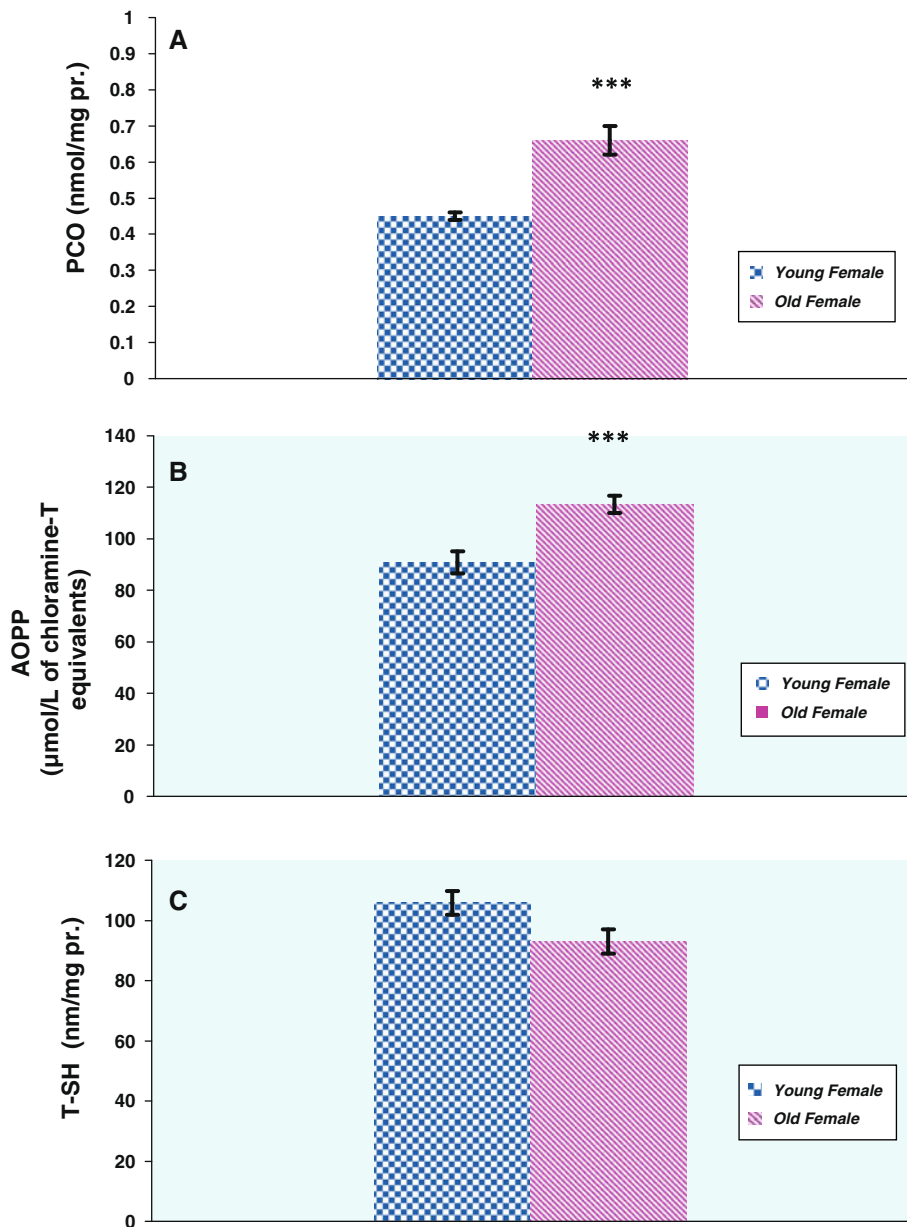 A
PCO (nmol/mg pr.)
1
0.9
0.8
0.7
0.6
0.5
0.4
0.3
0.2
0.1
0
***
Young Female
Old Female
B
AOPP
(µmol/L of chloramine-T
equivalents)
140
120
100
80
60
40
20
0
***
Young Female
Old Female
C
T-SH (nm/mg pr.)
120
100
80
60
40
20
0
Young Female
Old Female